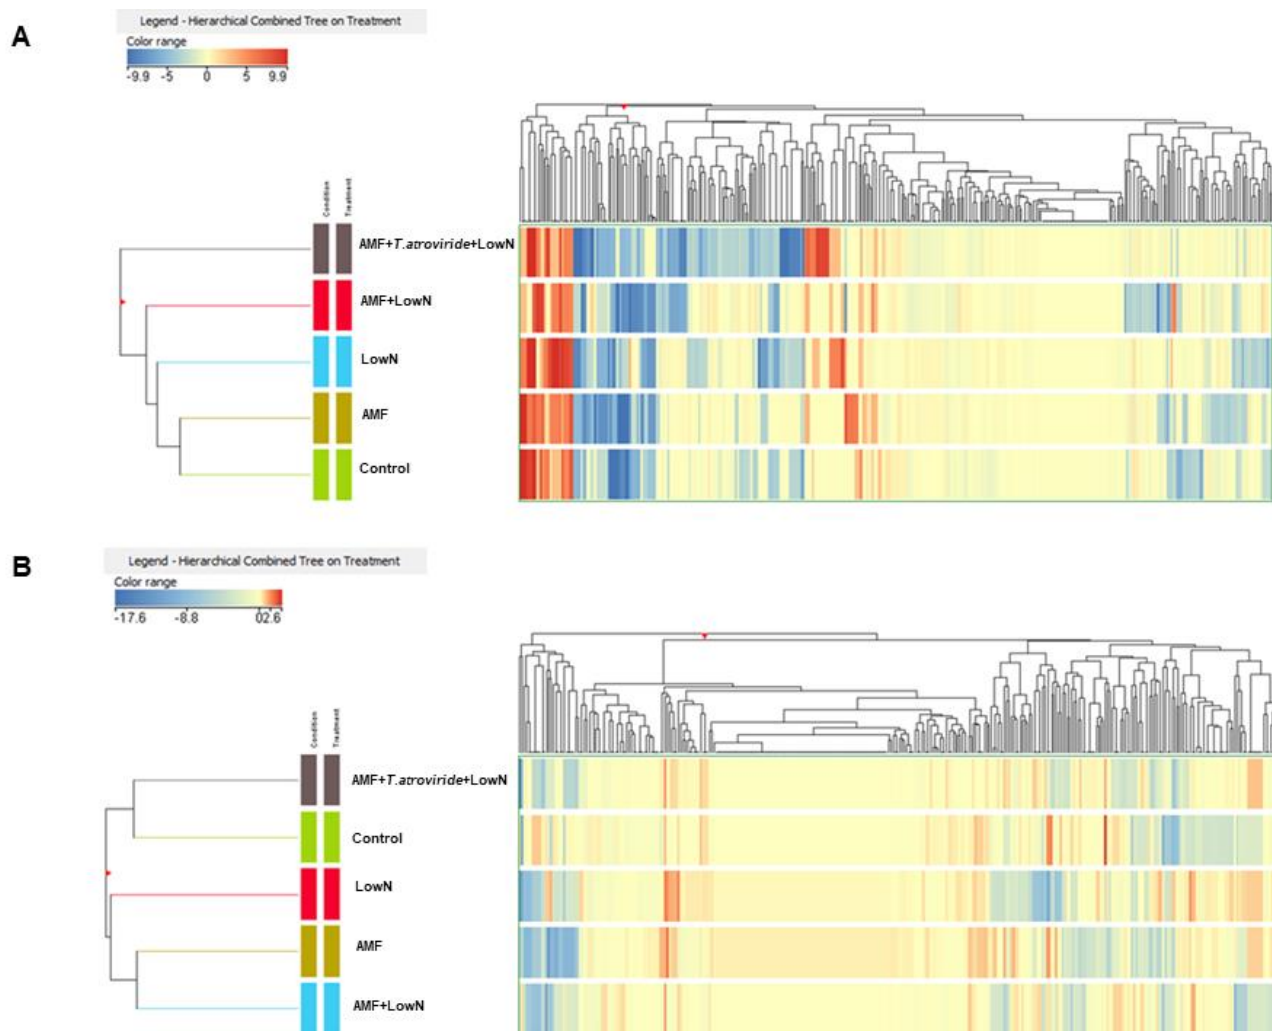 A
Legend - Hierarchical Combined Tree on Treatment
Color range
-9.9 -5 0 5 9.9
Condition
Treatment
AMF+T.atroviride+LowN
AMF+LowN
LowN
AMF
Control
B
Legend - Hierarchical Combined Tree on Treatment
Color range
-17.6 -8.8 02.6
Condition
Treatment
AMF+T.atroviride+LowN
Control
LowN
AMF
AMF+LowN